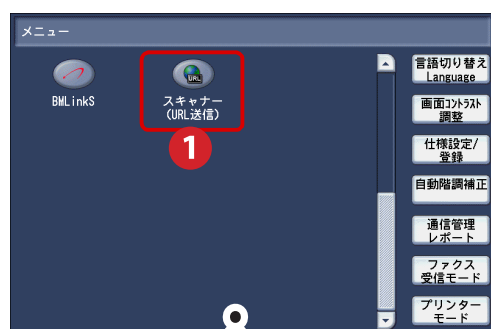 メニュー
BMLinkS
スキャナー
(URL送信)
URL
1
言語切り替え
Language
画面コントラスト
調整
仕様設定/
登録
自動階調補正
通信管理
レポート
ファクス
受信モード
プリンター
モード